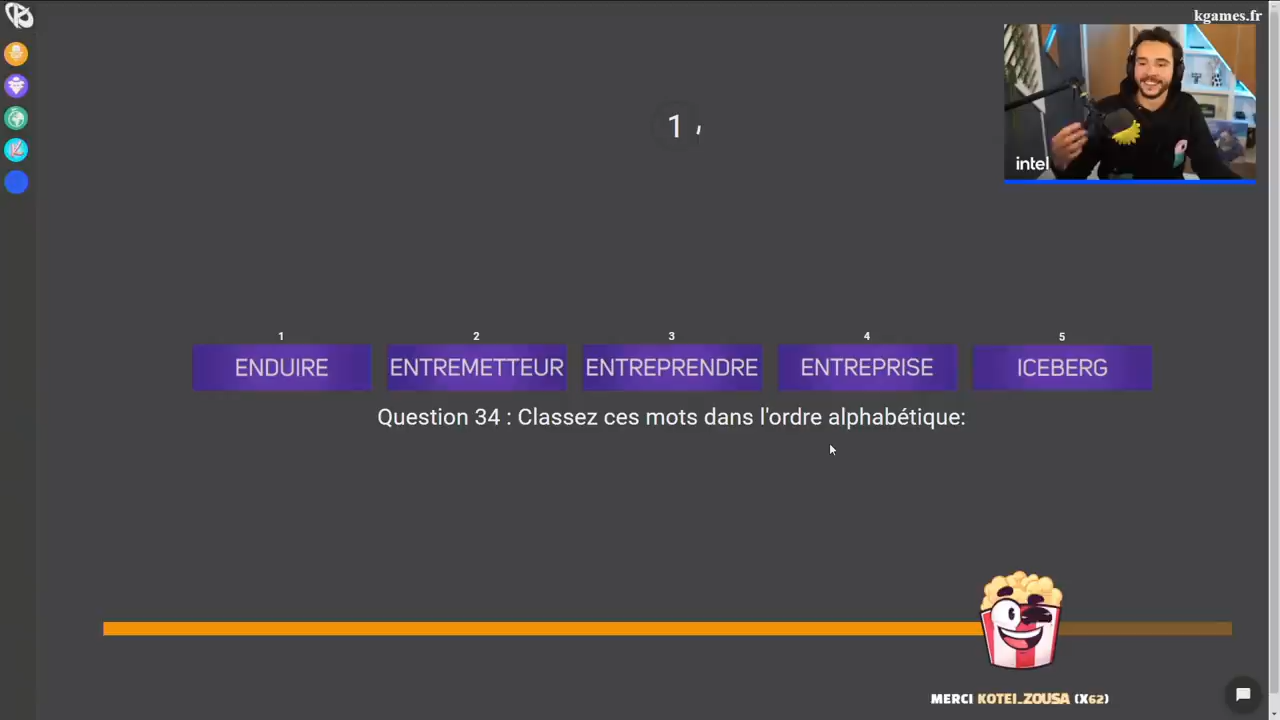 kgames.fr
1
intel
1 2 3 4 5
ENDUIRE ENTREMETTEUR ENTREPRENDRE ENTREPRISE ICEBERG
Question 34 : Classez ces mots dans l'ordre alphabétique:
MERCI KOTEI_ZOUSA (X62)